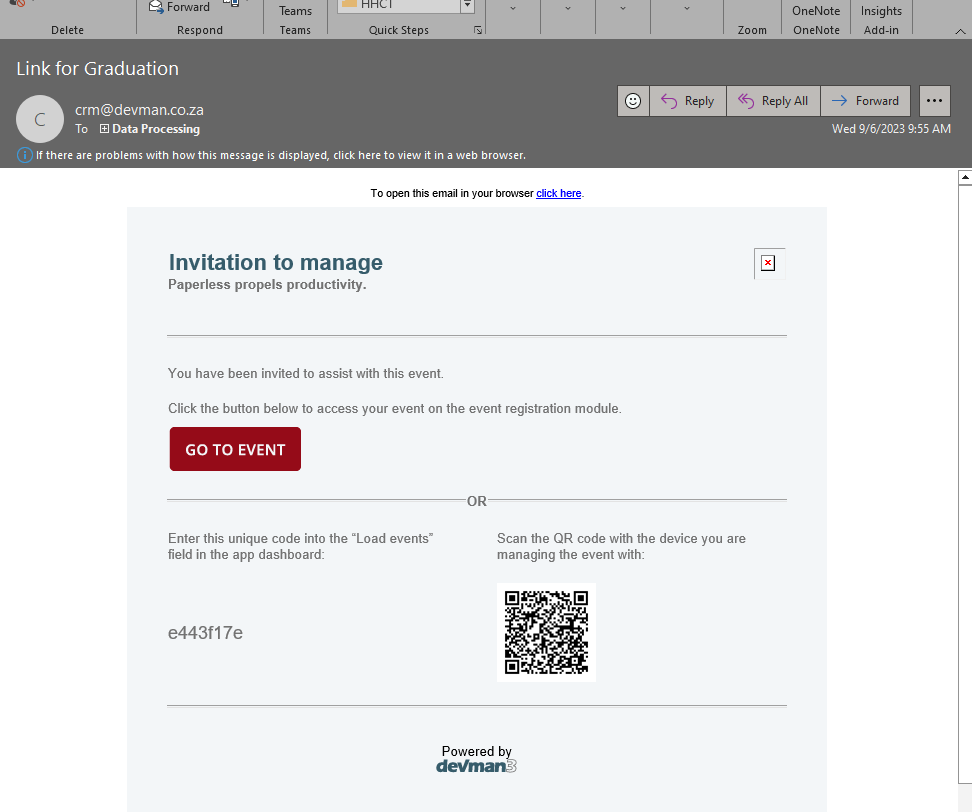 Forward
HHCT
Teams
OneNote
Insights
Delete
Respond
Teams
Quick Steps
Zoom
OneNote
Add-in
Link for Graduation
C
crm@devman.co.za
To Data Processing
Reply
Reply All
Forward
Wed 9/6/2023 9:55 AM
If there are problems with how this message is displayed, click here to view it in a web browser.
To open this email in your browser click here.
Invitation to manage
Paperless propels productivity.
You have been invited to assist with this event.
Click the button below to access your event on the event registration module.
GO TO EVENT
OR
Enter this unique code into the “Load events”
field in the app dashboard:
Scan the QR code with the device you are
managing the event with:
e443f17e
Powered by
devman3